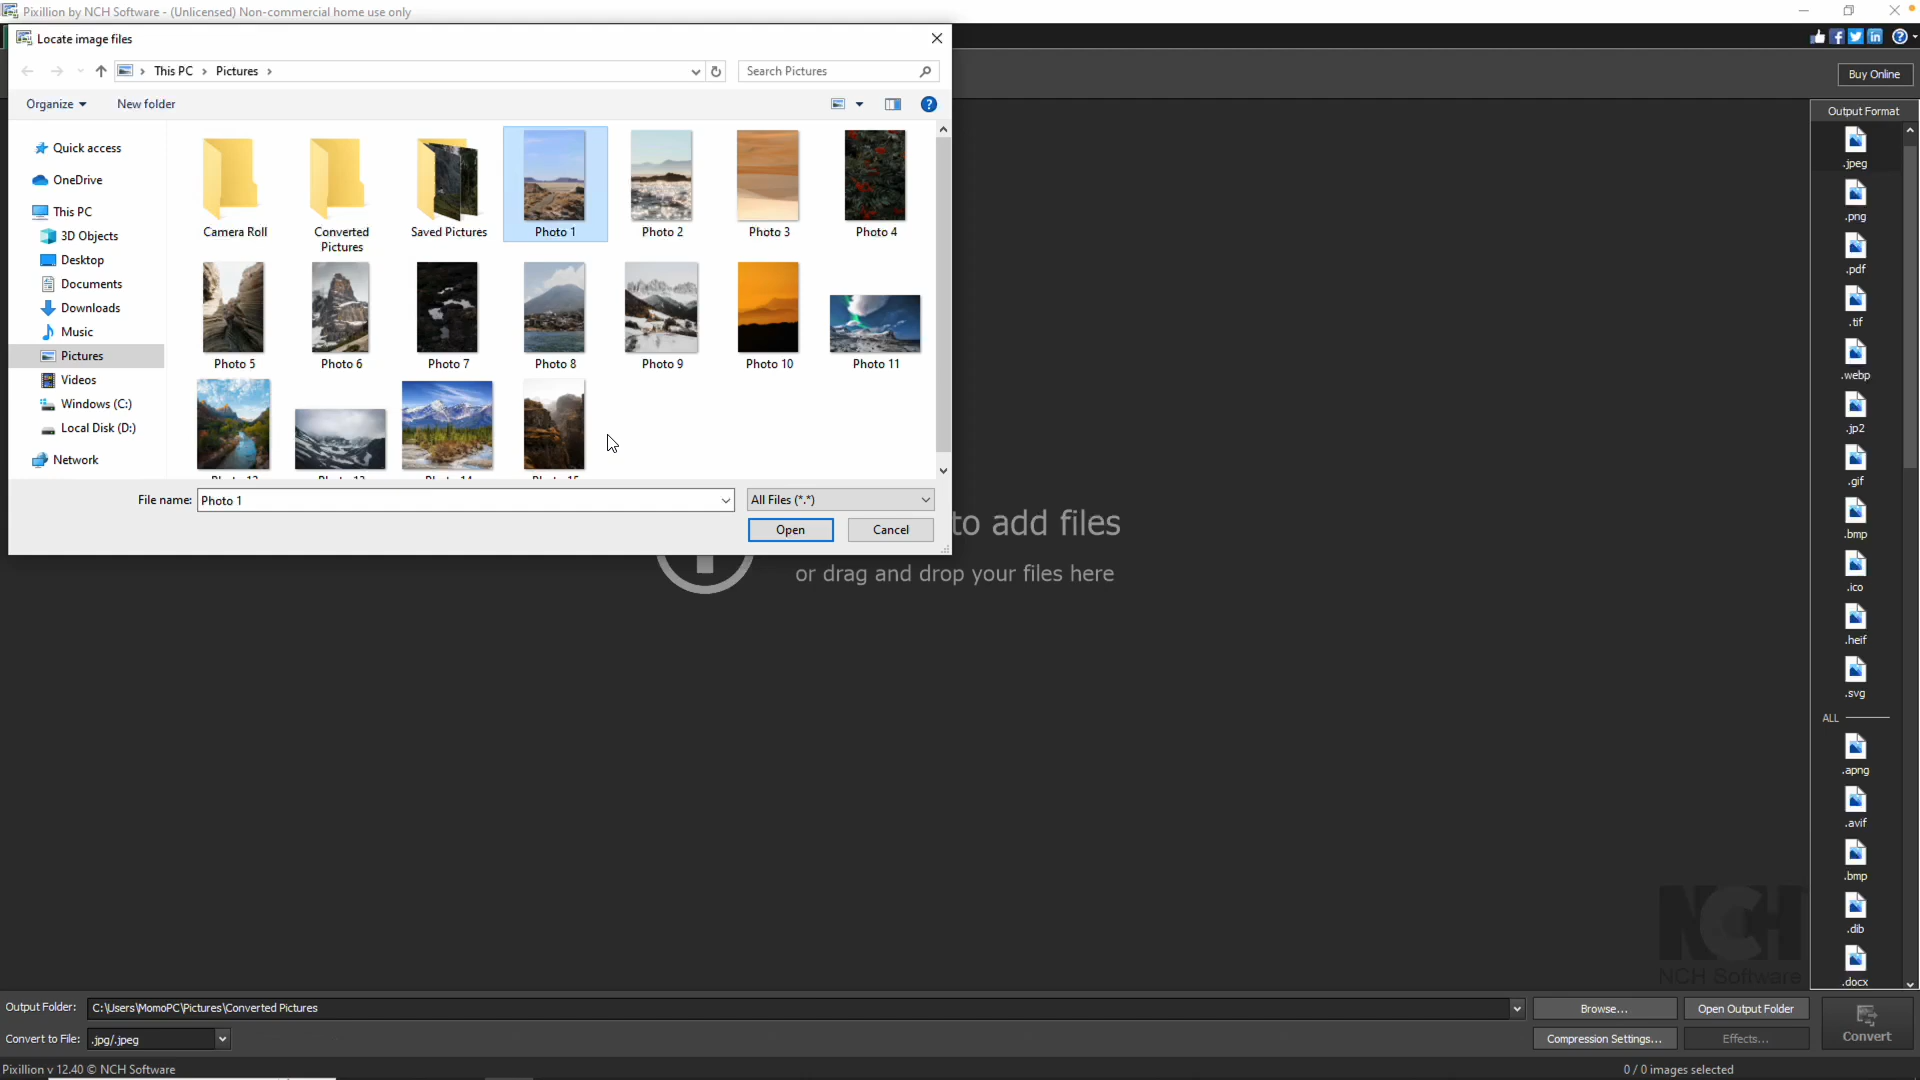 Pixillion by NCH Software - (Unlicensed) Non-commercial home use only
Locate image files
This PC > Pictures >
Search Pictures
Buy Online
Organize
New folder
Output Format
Quick access
OneDrive
This PC
3D Objects
Desktop
Documents
Downloads
Music
Pictures
Videos
Windows (C:)
Local Disk (D:)
Network
Camera Roll
Converted Pictures
Saved Pictures
Photo 1
Photo 2
Photo 3
Photo 4
Photo 5
Photo 6
Photo 7
Photo 8
Photo 9
Photo 10
Photo 11
File name:
Photo 1
All Files (*.*)
Open
Cancel
to add files
or drag and drop your files here
.jpeg
.png
.pdf
.tif
.webp
.jp2
.gif
.bmp
.ico
.heif
.svg
ALL
.apng
.avif
.bmp
.dib
.docx
NCH
NCH Software
Output Folder:
C:\Users\MomoPC\Pictures\Converted Pictures
Browse...
Open Output Folder
Convert
Convert to File:
.jpg/.jpeg
Compression Settings...
Effects...
Pixillion v 12.40 © NCH Software
0 / 0 images selected